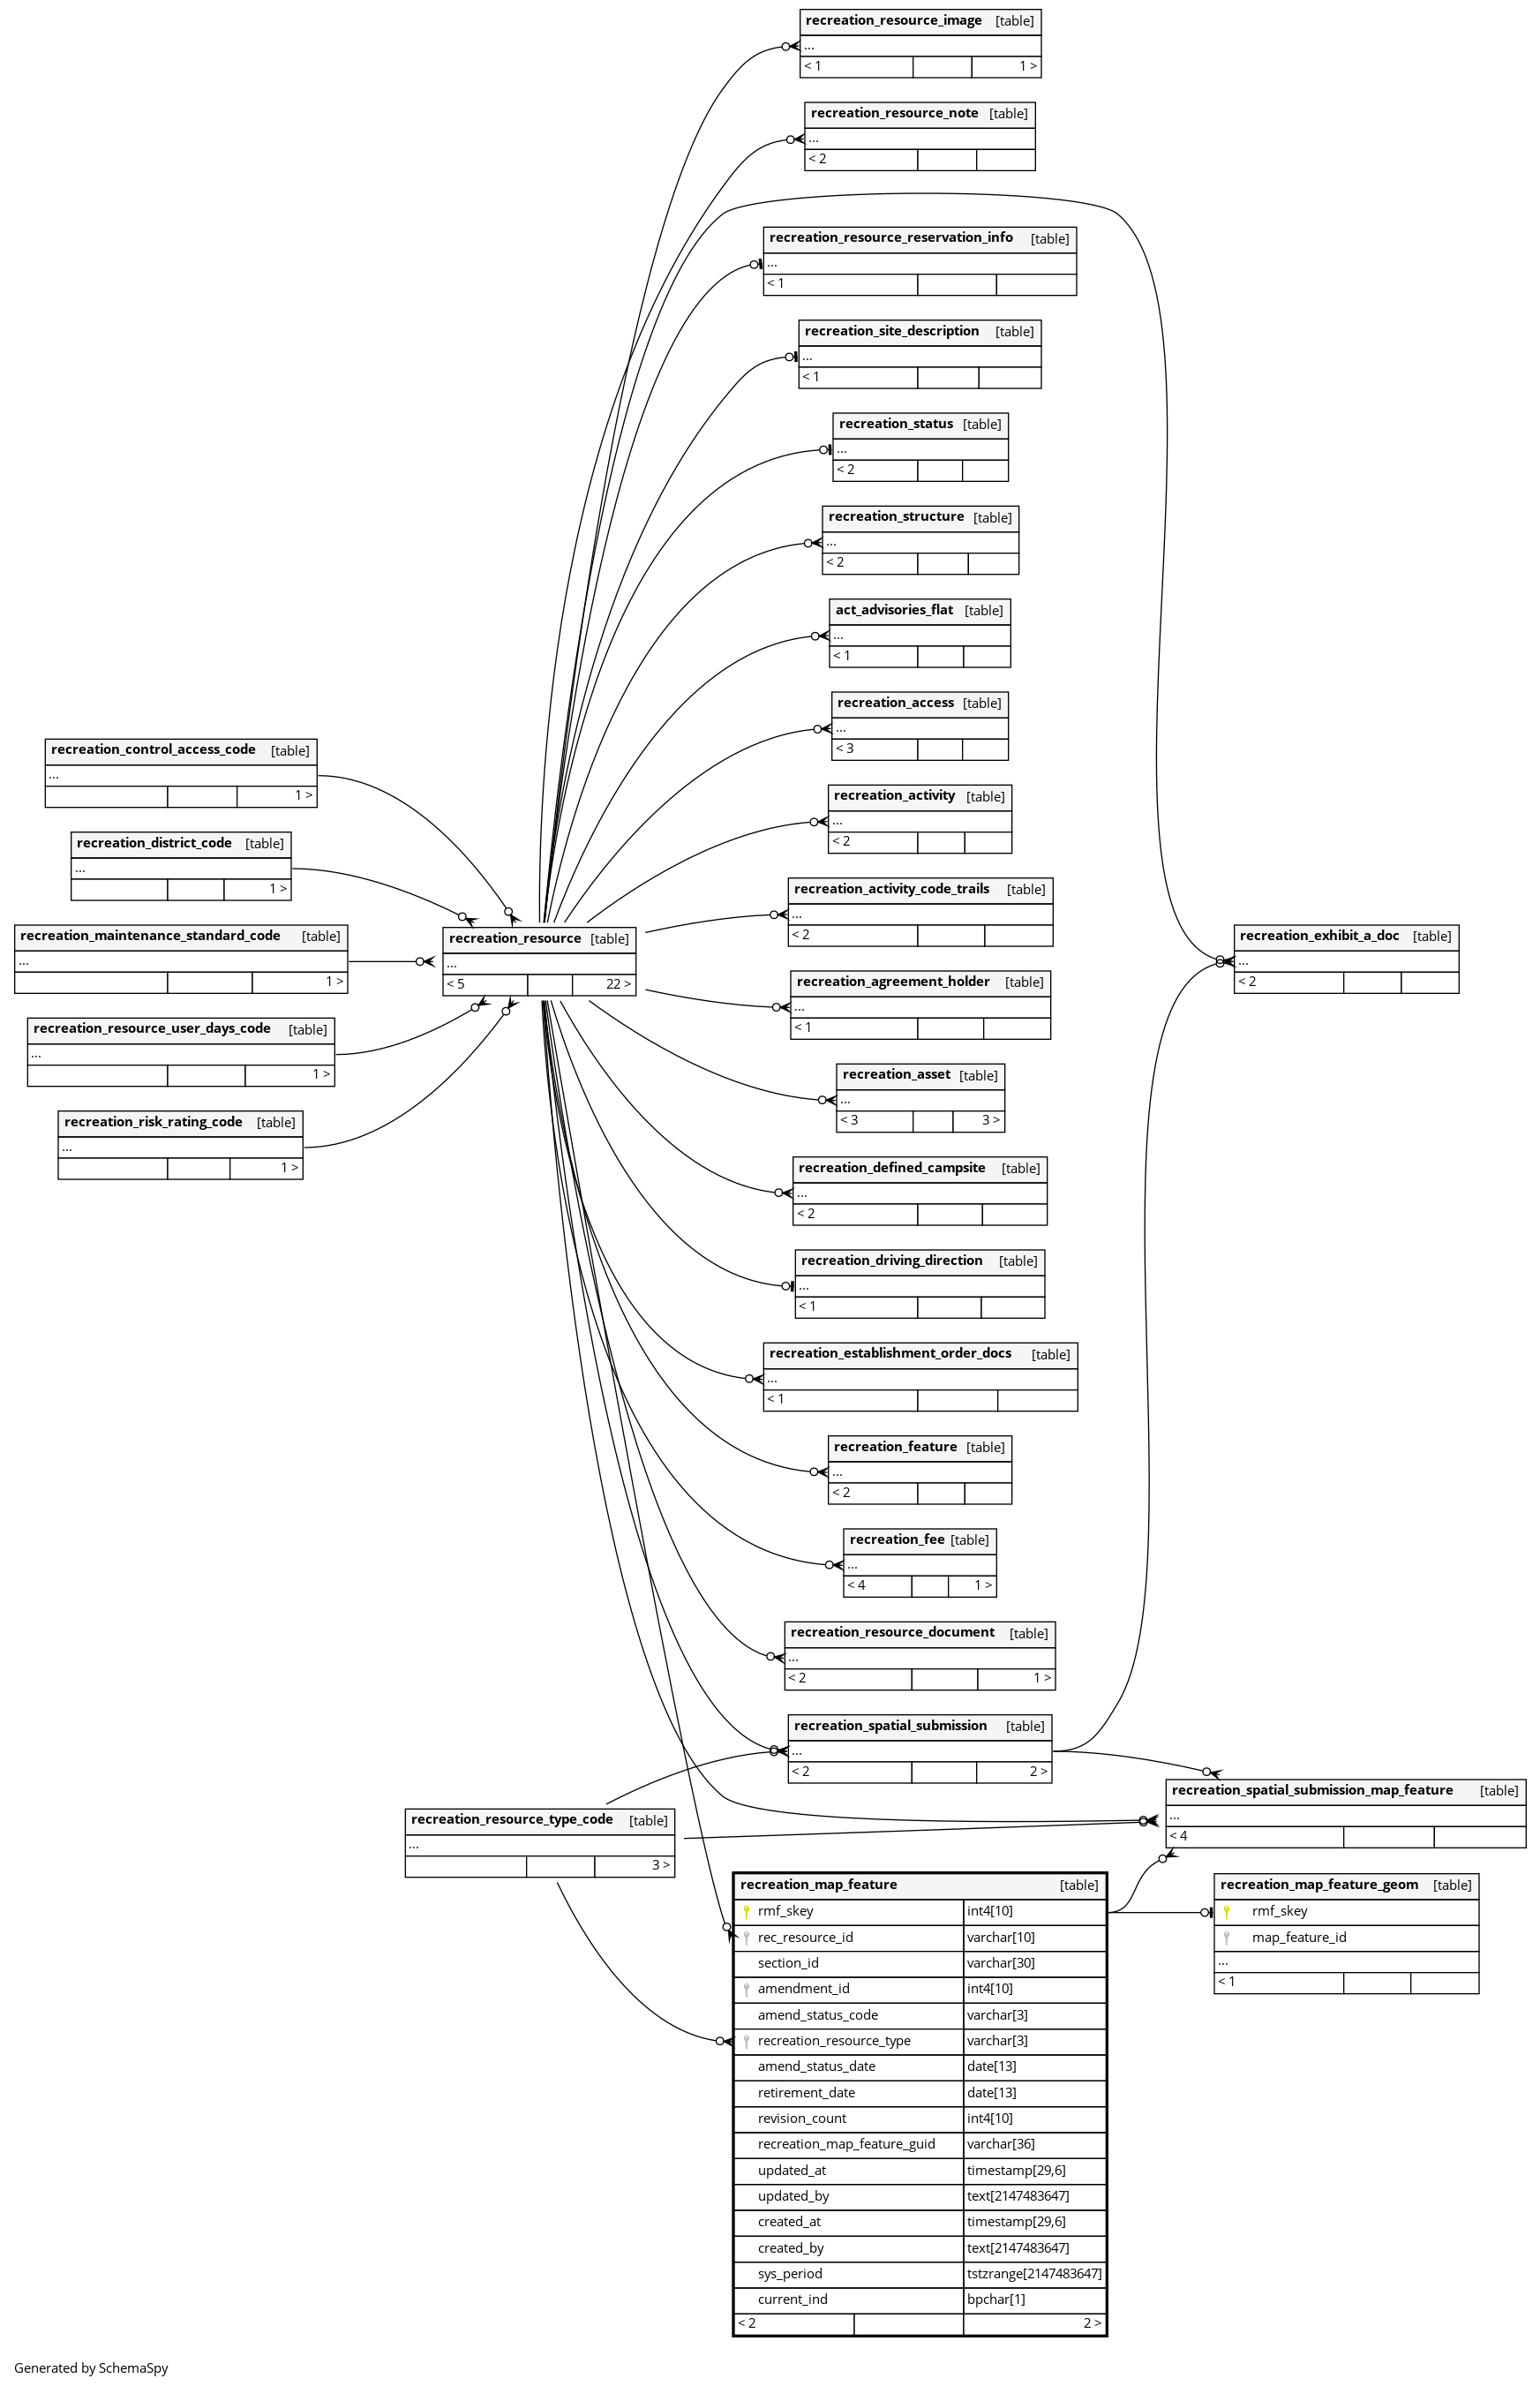 recreation_resource_image [table]
...
< 1 1 >
recreation_resource_note [table]
...
< 2
recreation_resource_reservation_info [table]
...
< 1
recreation_site_description [table]
...
< 1
recreation_status [table]
...
< 2
recreation_structure [table]
...
< 2
act_advisories_flat [table]
...
< 1
recreation_access [table]
...
< 3
recreation_activity [table]
...
< 2
recreation_activity_code_trails [table]
...
< 2
recreation_agreement_holder [table]
...
< 1
recreation_asset [table]
...
< 3 3 >
recreation_defined_campsite [table]
...
< 2
recreation_driving_direction [table]
...
< 1
recreation_establishment_order_docs [table]
...
< 1
recreation_feature [table]
...
< 2
recreation_fee [table]
...
< 4 1 >
recreation_resource_document [table]
...
< 2 1 >
recreation_spatial_submission [table]
...
< 2 2 >
recreation_control_access_code [table]
...
1 >
recreation_district_code [table]
...
1 >
recreation_maintenance_standard_code [table]
...
1 >
recreation_resource_user_days_code [table]
...
1 >
recreation_risk_rating_code [table]
...
1 >
recreation_resource [table]
...
< 5 22 >
recreation_exhibit_a_doc [table]
...
< 2
recreation_spatial_submission_map_feature [table]
...
< 4
recreation_resource_type_code [table]
...
3 >
recreation_map_feature [table]
rmf_skey int4[10]
rec_resource_id varchar[10]
section_id varchar[30]
amendment_id int4[10]
amend_status_code varchar[3]
recreation_resource_type varchar[3]
amend_status_date date[13]
retirement_date date[13]
revision_count int4[10]
recreation_map_feature_guid varchar[36]
updated_at timestamp[29,6]
updated_by text[2147483647]
created_at timestamp[29,6]
created_by text[2147483647]
sys_period tstzrange[2147483647]
current_ind bpchar[1]
< 2 2 >
recreation_map_feature_geom [table]
rmf_skey
map_feature_id
...
< 1
Generated by SchemaSpy